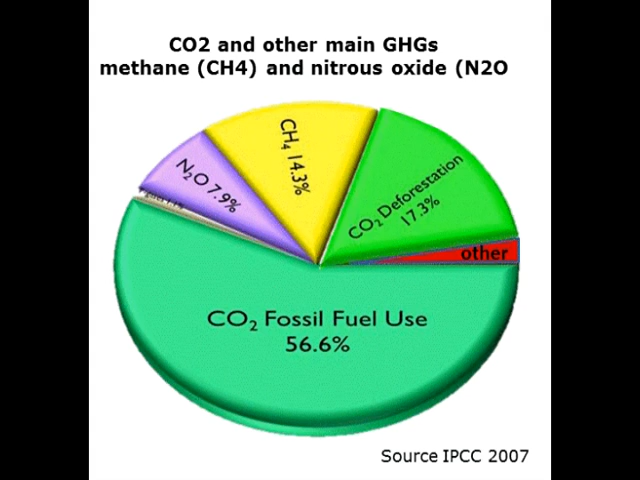 CO2 and other main GHGs
methane (CH4) and nitrous oxide (N2O
CH4 14.3%
N2O 7.9%
CO2 Deforestation
17.3%
other
CO2 Fossil Fuel Use
56.6%
Source IPCC 2007